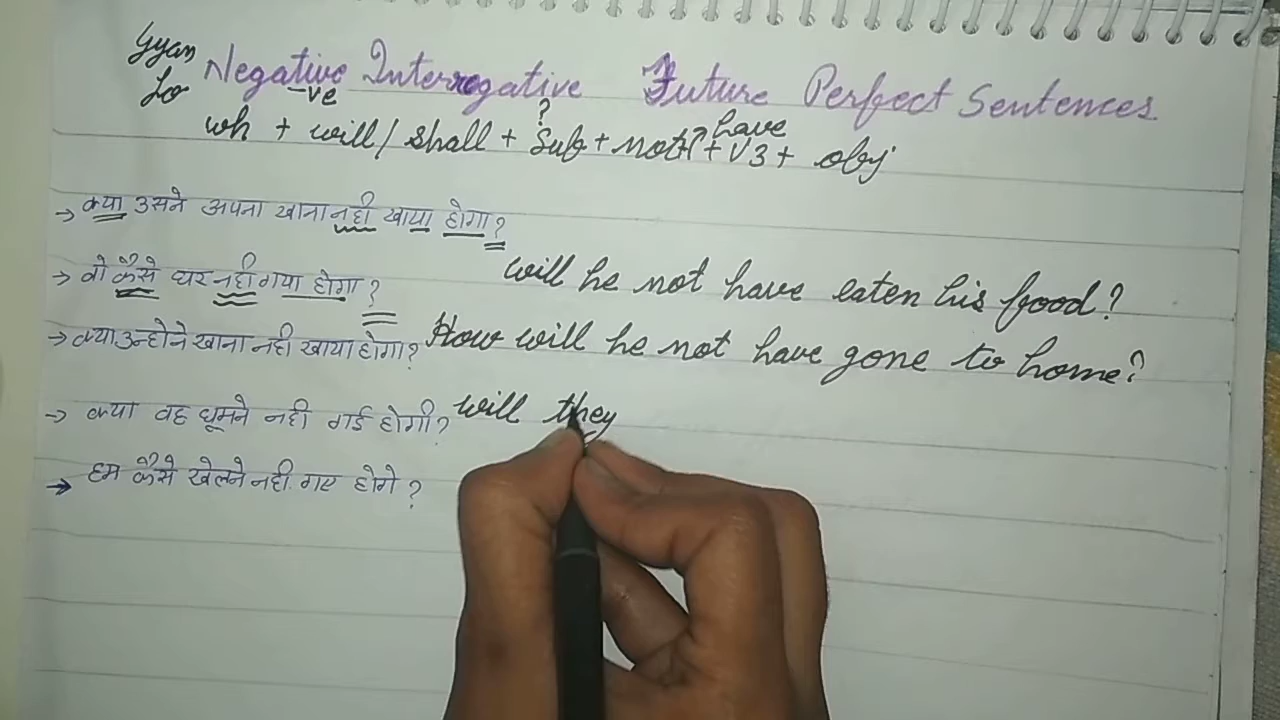 Gyan
Lo
Negative Interrogative Future Perfect Sentences.
-ve ? have
wh + will/shall + Sub + not + V3 + obj
→ क्या उसने अपना खाना नही खाया होगा?
will he not have eaten his food?
→ वो कैसे घर नही गया होगा?
How will he not have gone to home?
→ क्या उन्होने खाना नही खाया होगा?
will they
→ क्या वह घूमने नही गई होगी?
→ हम कैसे खेलने नही गए होगे?